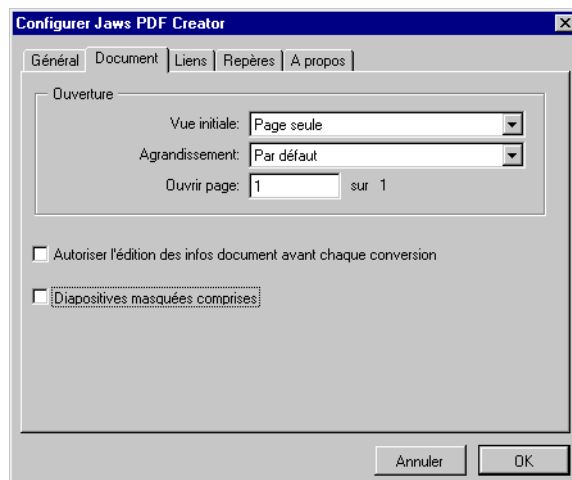 Configurer Jaws PDF Creator
Général Document Liens Repères A propos
Ouverture
Vue initiale: Page seule
Agrandissement: Par défaut
Ouvrir page: 1 sur 1
Autoriser l'édition des infos document avant chaque conversion
Diapositives masquées comprises
Annuler OK